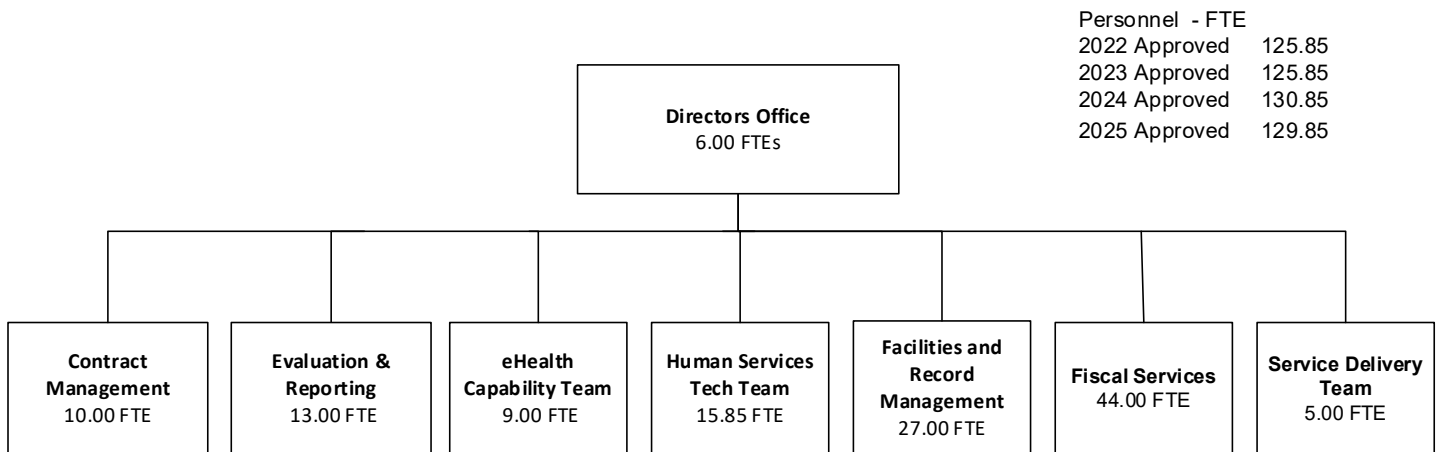 Personnel - FTE
2022 Approved 125.85
2023 Approved 125.85
2024 Approved 130.85
2025 Approved 129.85
Directors Office
6.00 FTEs
Contract
Management
10.00 FTE
Evaluation &
Reporting
13.00 FTE
eHealth
Capability Team
9.00 FTE
Human Services
Tech Team
15.85 FTE
Facilities and
Record
Management
27.00 FTE
Fiscal Services
44.00 FTE
Service Delivery
Team
5.00 FTE